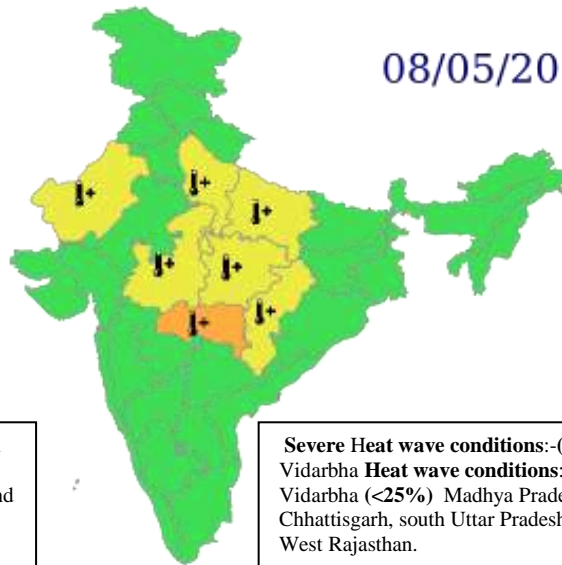 08/05/20
nd
Severe Heat wave conditions:-(
Vidarbha Heat wave conditions:
Vidarbha (<25%) Madhya Prade
Chhattisgarh, south Uttar Pradesh
West Rajasthan.